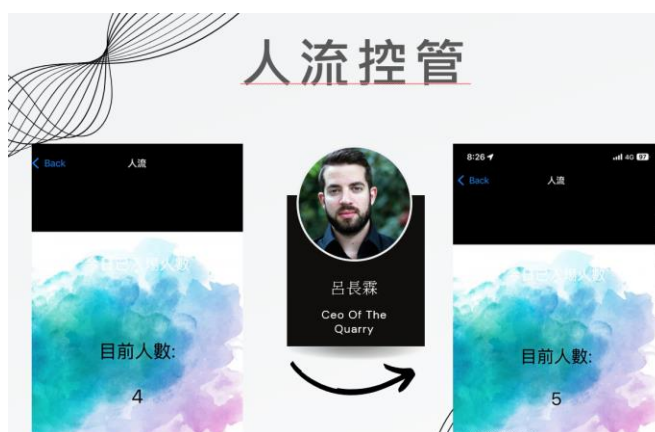 人流控管
Back
人流
目前人數:
4
呂長霖
Ceo Of The
Quarry
8:26
4G 97
Back
人流
目前人數:
5